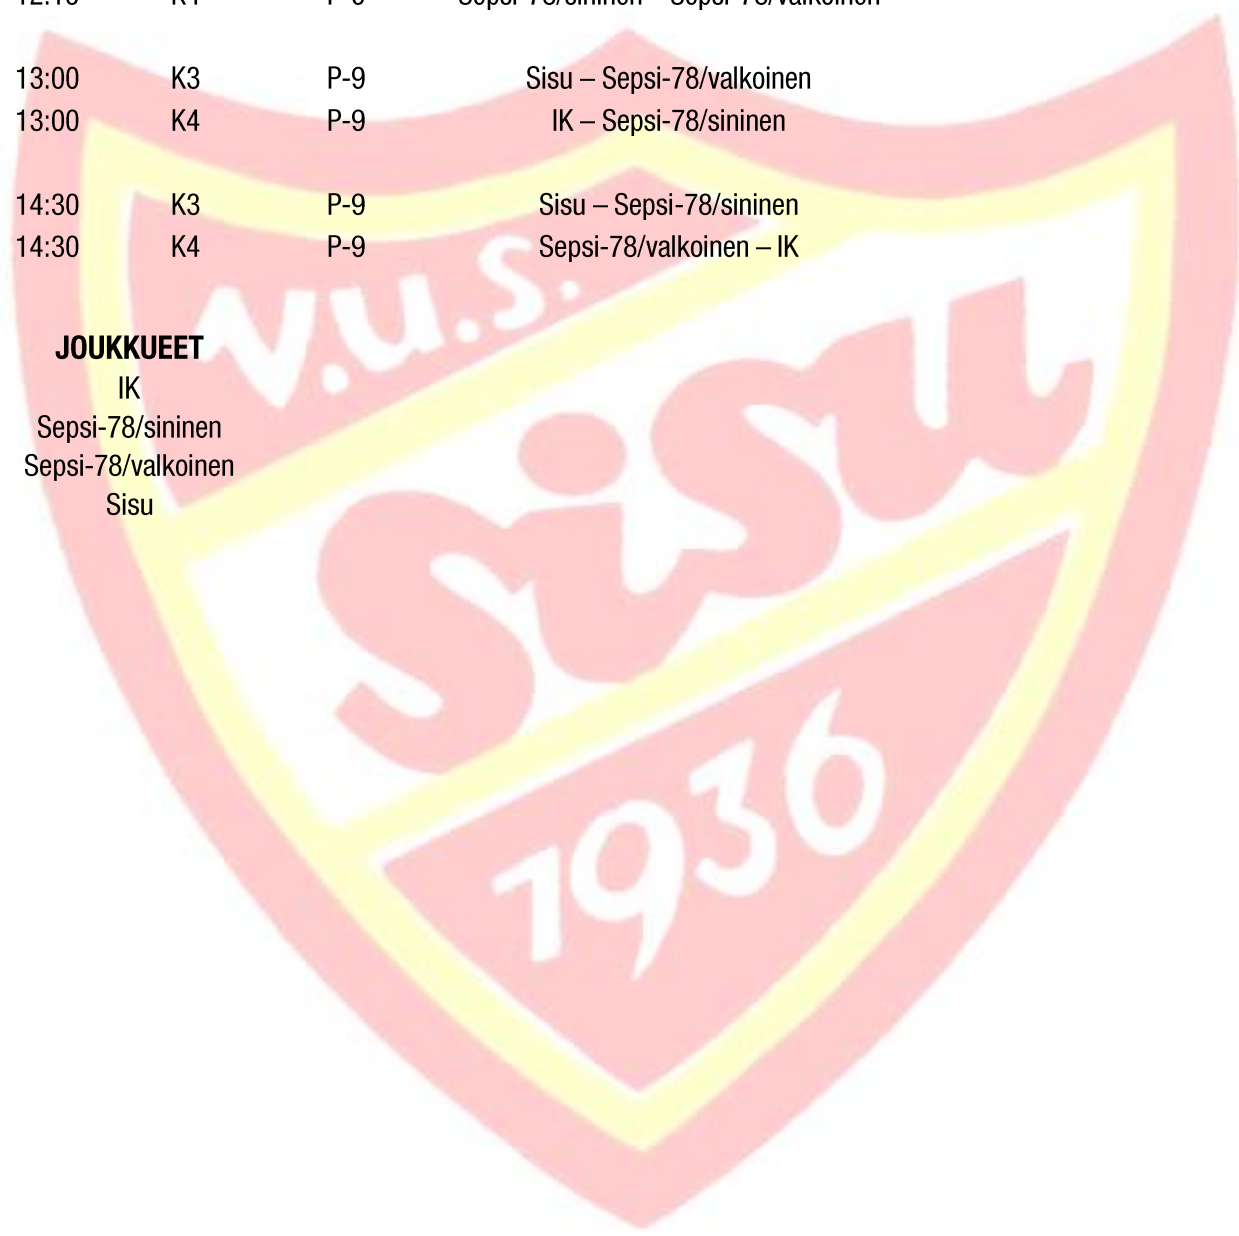 13:00 K3 P-9 Sisu – Sepsi-78/valkoinen
13:00 K4 P-9 IK – Sepsi-78/sininen
14:30 K3 P-9 Sisu – Sepsi-78/sininen
14:30 K4 P-9 Sepsi-78/valkoinen – IK
JOUKKUEET
IK
Sepsi-78/sininen
Sepsi-78/valkoinen
Sisu
V.U.S.
Sisu
1936